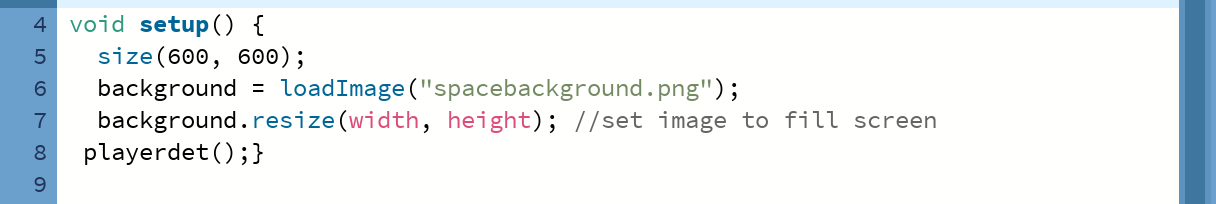 4 void setup() {
5 size(600, 600);
6 background = loadImage("spacebackground.png");
7 background.resize(width, height); //set image to fill screen
8 playerdet();}
9